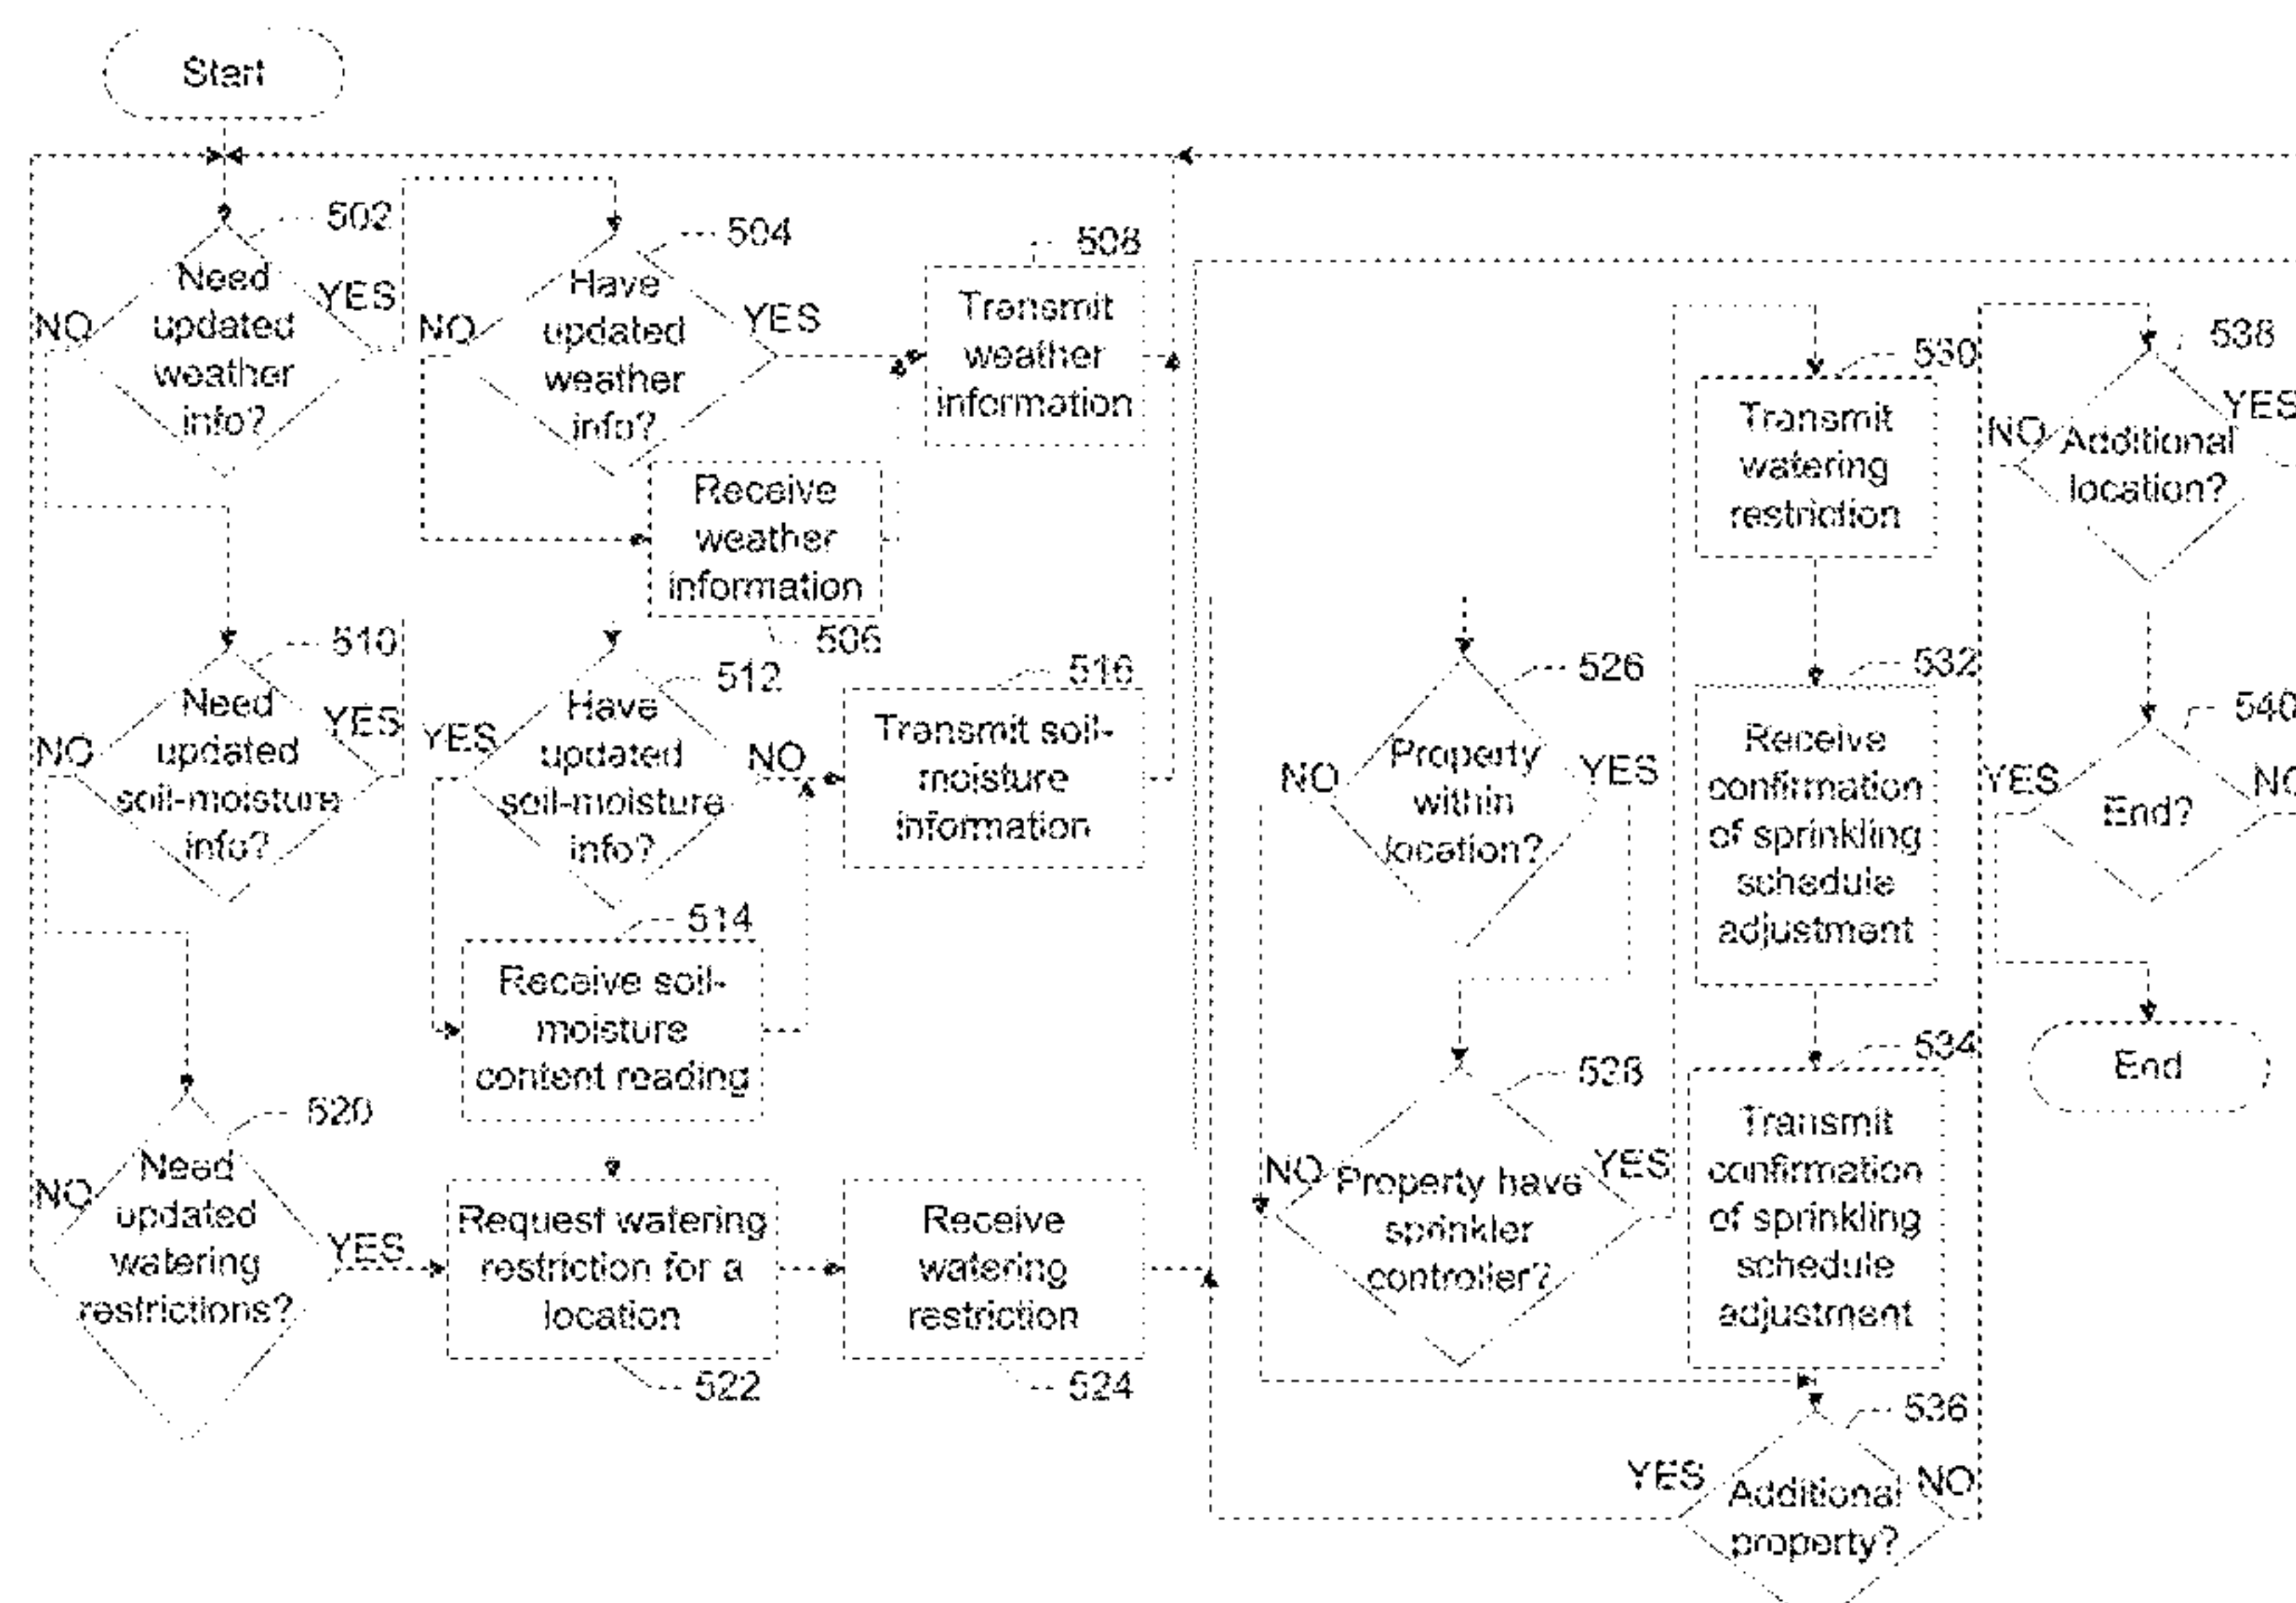 Start
502
Need
updated
weather
info?
NO
YES
504
Have
updated
weather
info?
NO
YES
508
Transmit
weather
information
Receive
weather
information
506
510
Need
updated
soil-moisture
info?
NO
YES
512
Have
updated
soil-moisture
info?
YES
NO
516
Transmit soil-
moisture
information
514
Receive soil-
moisture
content reading
520
Need
updated
watering
restrictions?
NO
YES
Request watering
restriction for a
location
522
Receive
watering
restriction
524
526
Property
within
location?
NO
YES
528
Property have
sprinkler
controller?
NO
YES
530
Transmit
watering
restriction
532
Receive
confirmation
of sprinkling
schedule
adjustment
534
Transmit
confirmation
of sprinkling
schedule
adjustment
536
Additional
property?
YES
NO
538
Additional
location?
NO
YES
540
End?
YES
NO
End